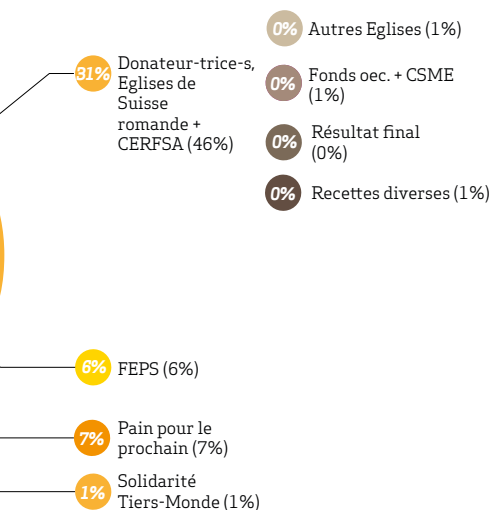 31%
Donateur-trice-s,
Eglises de
Suisse
romande +
CERFSA (46%)
0%
Autres Eglises (1%)
0%
Fonds oec. + CSME
(1%)
0%
Résultat final
(0%)
0%
Recettes diverses (1%)
6%
FEPS (6%)
7%
Pain pour le
prochain (7%)
1%
Solidarité
Tiers-Monde (1%)